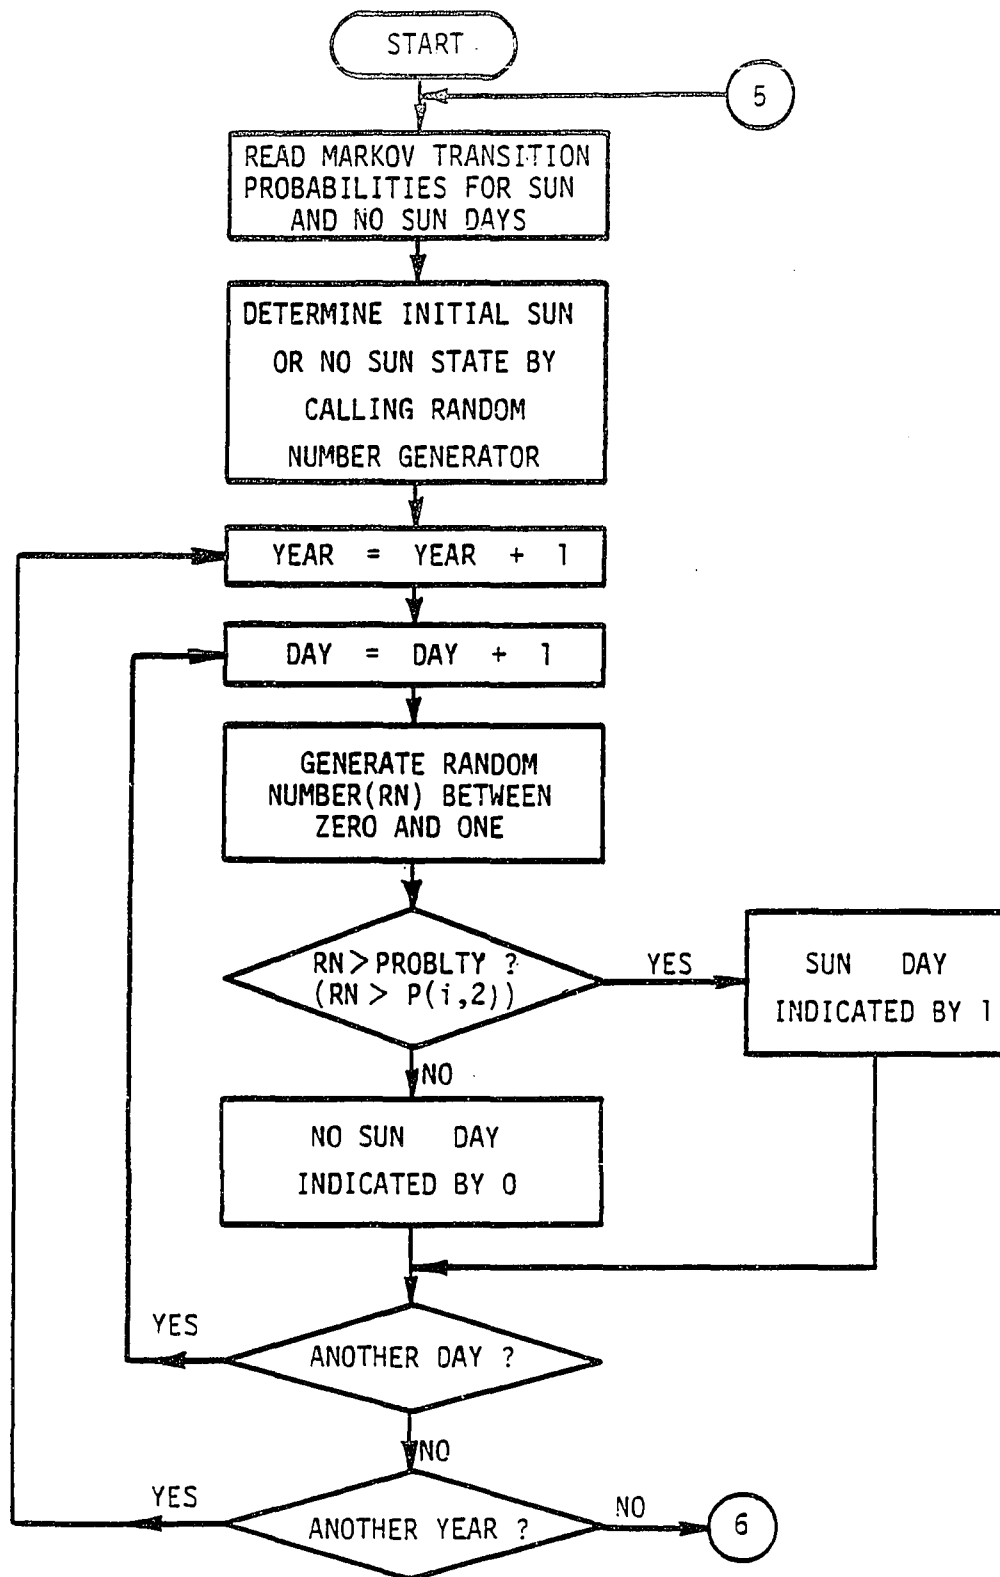 START
5
READ MARKOV TRANSITION
PROBABILITIES FOR SUN
AND NO SUN DAYS
DETERMINE INITIAL SUN
OR NO SUN STATE BY
CALLING RANDOM
NUMBER GENERATOR
YEAR = YEAR + 1
DAY = DAY + 1
GENERATE RANDOM
NUMBER(RN) BETWEEN
ZERO AND ONE
RN > PROBLTY ?
(RN > P(i,2))
YES
SUN DAY
INDICATED BY 1
NO
NO SUN DAY
INDICATED BY 0
YES
ANOTHER DAY ?
NO
YES
ANOTHER YEAR ?
NO
6